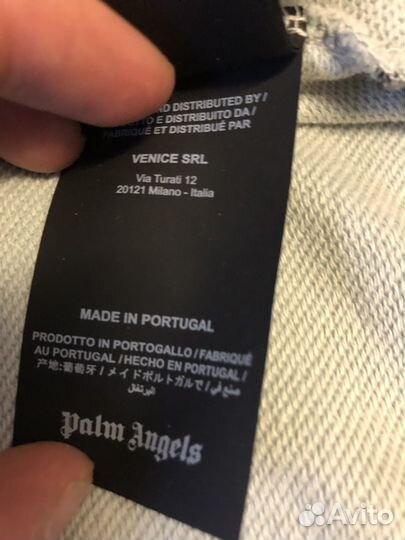 RD DISTRIBUTED BY /
TTO E DISTRIBUITO DA /
FABRIQUÉ ET DISTRIBUÉ PAR
VENICE SRL
Via Turati 12
20121 Milano - Italia
MADE IN PORTUGAL
PRODOTTO IN PORTOGALLO / FABRIQUÉ
AU PORTUGAL / HECHO EN PORTUGAL /
产地:葡萄牙 / メイドポルトガルで / صنع في
البرتغال
Palm Angels
Avito